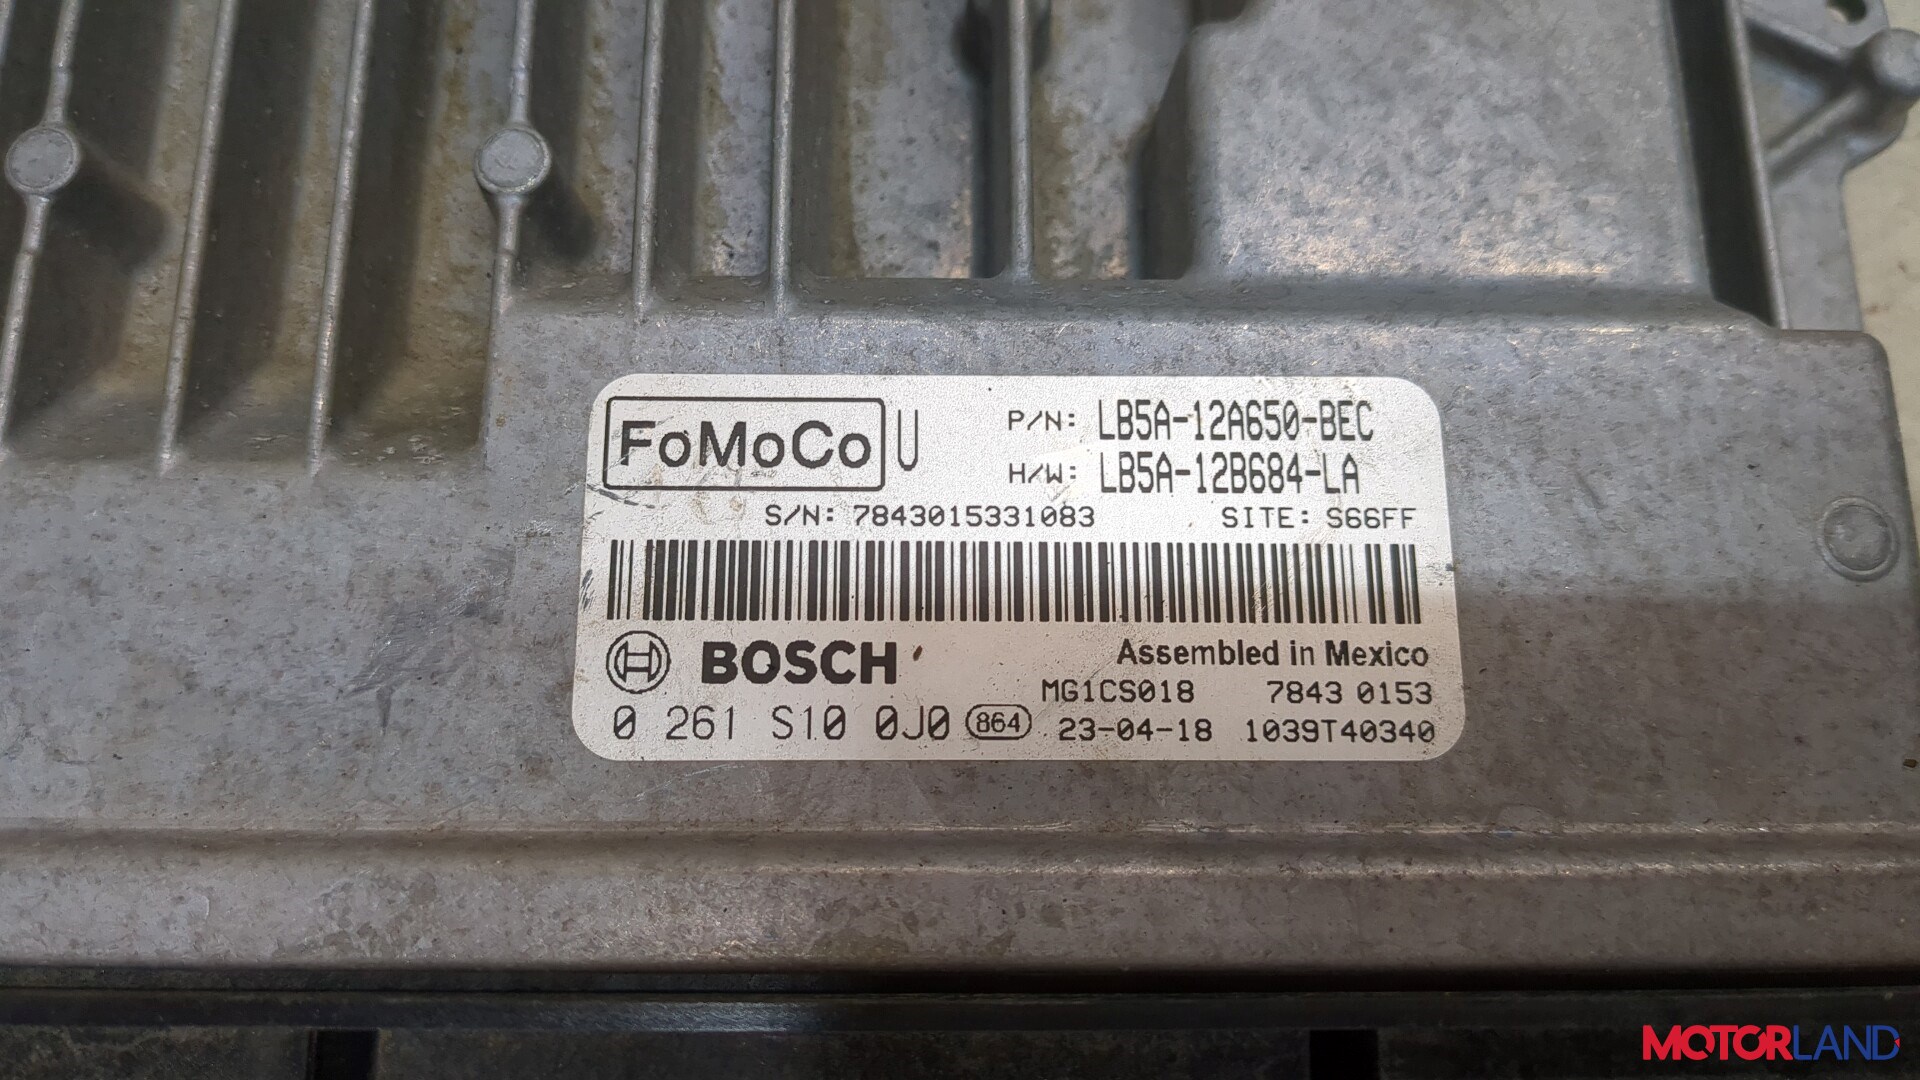 FoMoCo U P/N: LB5A-12A650-BEC
H/W: LB5A-12B684-LA
S/N: 7843015331083 SITE: S66FF
BOSCH Assembled in Mexico
MG1CS018 7843 0153
0 261 S10 0J0 864 23-04-18 1039T40340
MOTORLAND